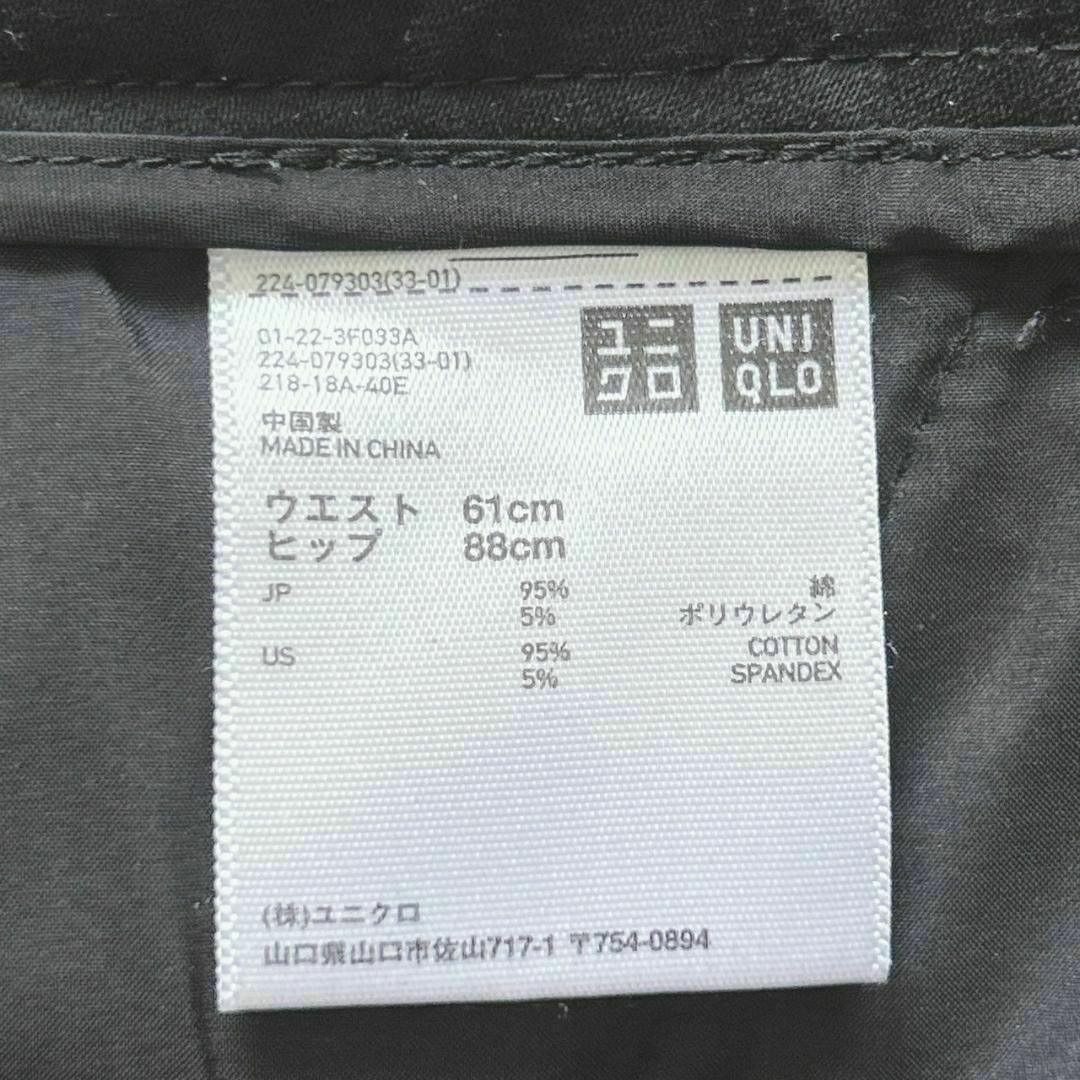 224-079303(33-01)
01-22-3F033A
224-079303(33-01)
218-18A-40E
中国製
MADE IN CHINA
ユニ
クロ
UNI
QLO
ウエスト 61cm
ヒップ 88cm
JP 95% 綿
5% ポリウレタン
US 95% COTTON
5% SPANDEX
(株)ユニクロ
山口県山口市佐山717-1 〒754-0894